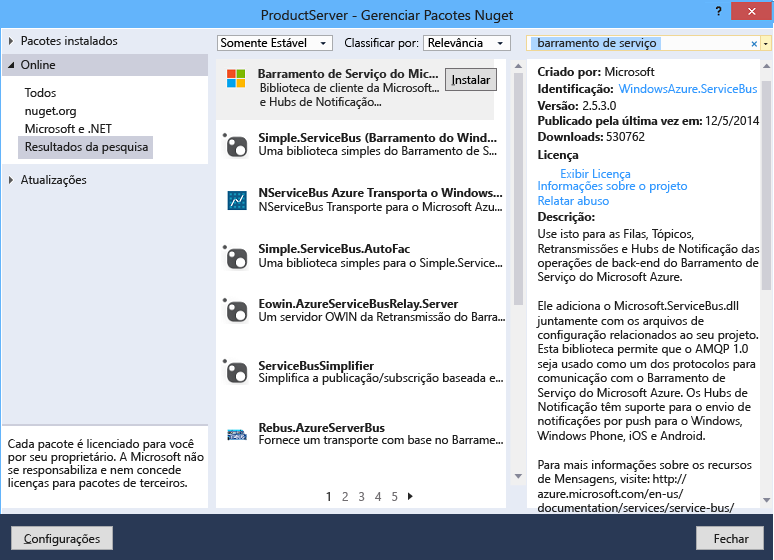 ProductServer - Gerenciar Pacotes Nuget
?
Pacotes instalados
Online
Todos
nuget.org
Microsoft e .NET
Resultados da pesquisa
Atualizações
Cada pacote é licenciado para você
por seu proprietário. A Microsoft não
se responsabiliza e nem concede
licenças para pacotes de terceiros.
Somente Estável
Classificar por:
Relevância
Barramento de Serviço do Mic...
Biblioteca de cliente da Microsoft...
e Hubs de Notificação...
Instalar
Simple.ServiceBus (Barramento do Wind...
Uma biblioteca simples do Barramento de S...
NServiceBus Azure Transporta o Windows...
NServiceBus Transporte para o Microsoft Azu...
Simple.ServiceBus.AutoFac
Uma biblioteca simples para o Simple.Service...
Eowin.AzureServiceBusRelay.Server
Um servidor OWIN da Retransmissão do Barra...
ServiceBusSimplifier
Simplifica a publicação/subscrição baseada e...
Rebus.AzureServerBus
Fornece um transporte com base no Barrame...
1 2 3 4 5
barramento de serviço
Criado por: Microsoft
Identificação: WindowsAzure.ServiceBus
Versão: 2.5.3.0
Publicado pela última vez em: 12/5/2014
Downloads: 530762
Licença
Exibir Licença
Informações sobre o projeto
Relatar abuso
Descrição:
Use isto para as Filas, Tópicos,
Retransmissões e Hubs de Notificação das
operações de back-end do Barramento de
Serviço do Microsoft Azure.
Ele adiciona o Microsoft.ServiceBus.dll
juntamente com os arquivos de
configuração relacionados ao seu projeto.
Esta biblioteca permite que o AMQP 1.0
seja usado como um dos protocolos para
comunicação com o Barramento de
Serviço do Microsoft Azure. Os Hubs de
Notificação têm suporte para o envio de
notificações por push para o Windows,
Windows Phone, iOS e Android.
Para mais informações sobre os recursos
de Mensagens, visite: http://
azure.microsoft.com/en-us/
documentation/services/service-bus/
Configurações
Fechar